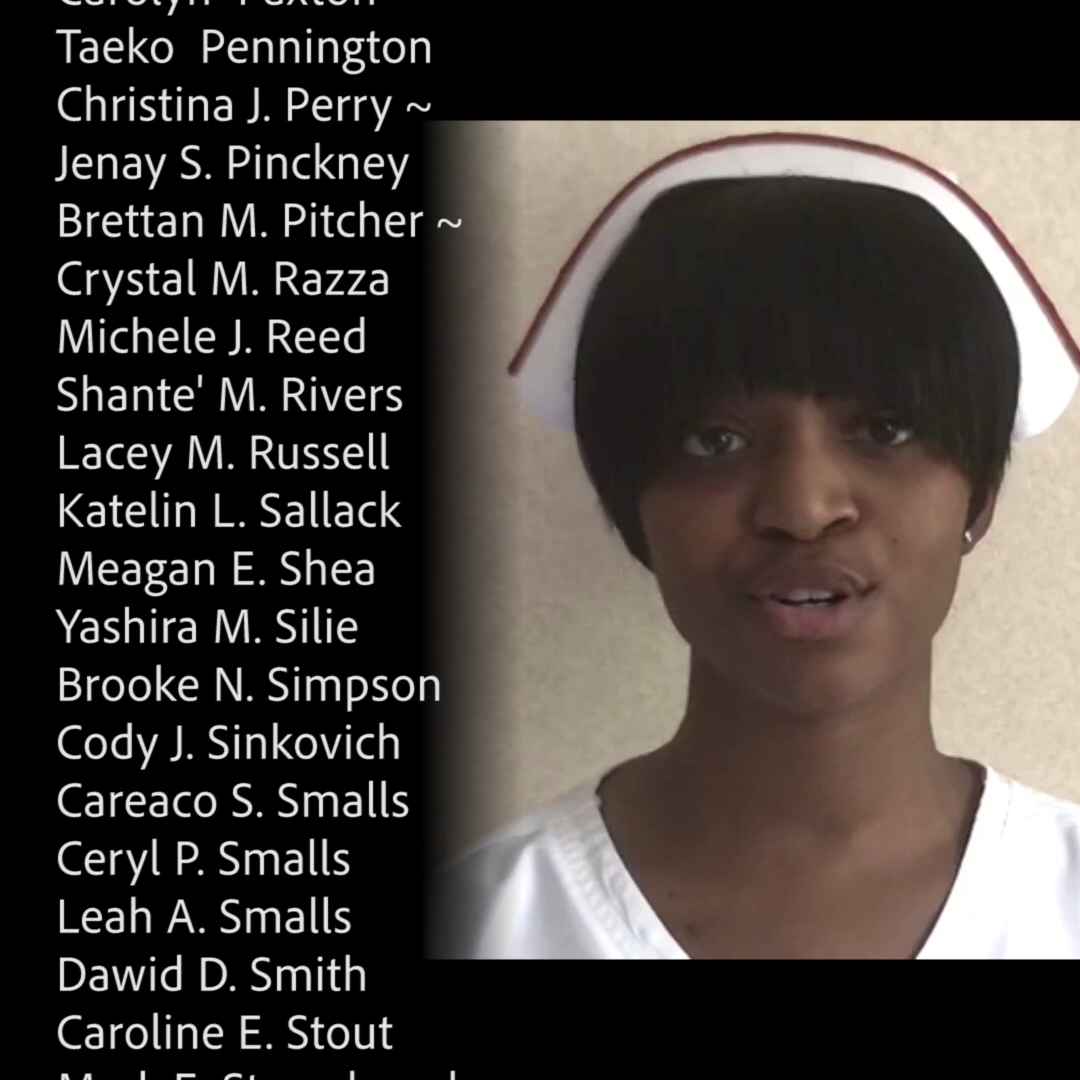 Taeko Pennington
Christina J. Perry ~
Jenay S. Pinckney
Brettan M. Pitcher ~
Crystal M. Razza
Michele J. Reed
Shante' M. Rivers
Lacey M. Russell
Katelin L. Sallack
Meagan E. Shea
Yashira M. Silie
Brooke N. Simpson
Cody J. Sinkovich
Careaco S. Smalls
Ceryl P. Smalls
Leah A. Smalls
Dawid D. Smith
Caroline E. Stout